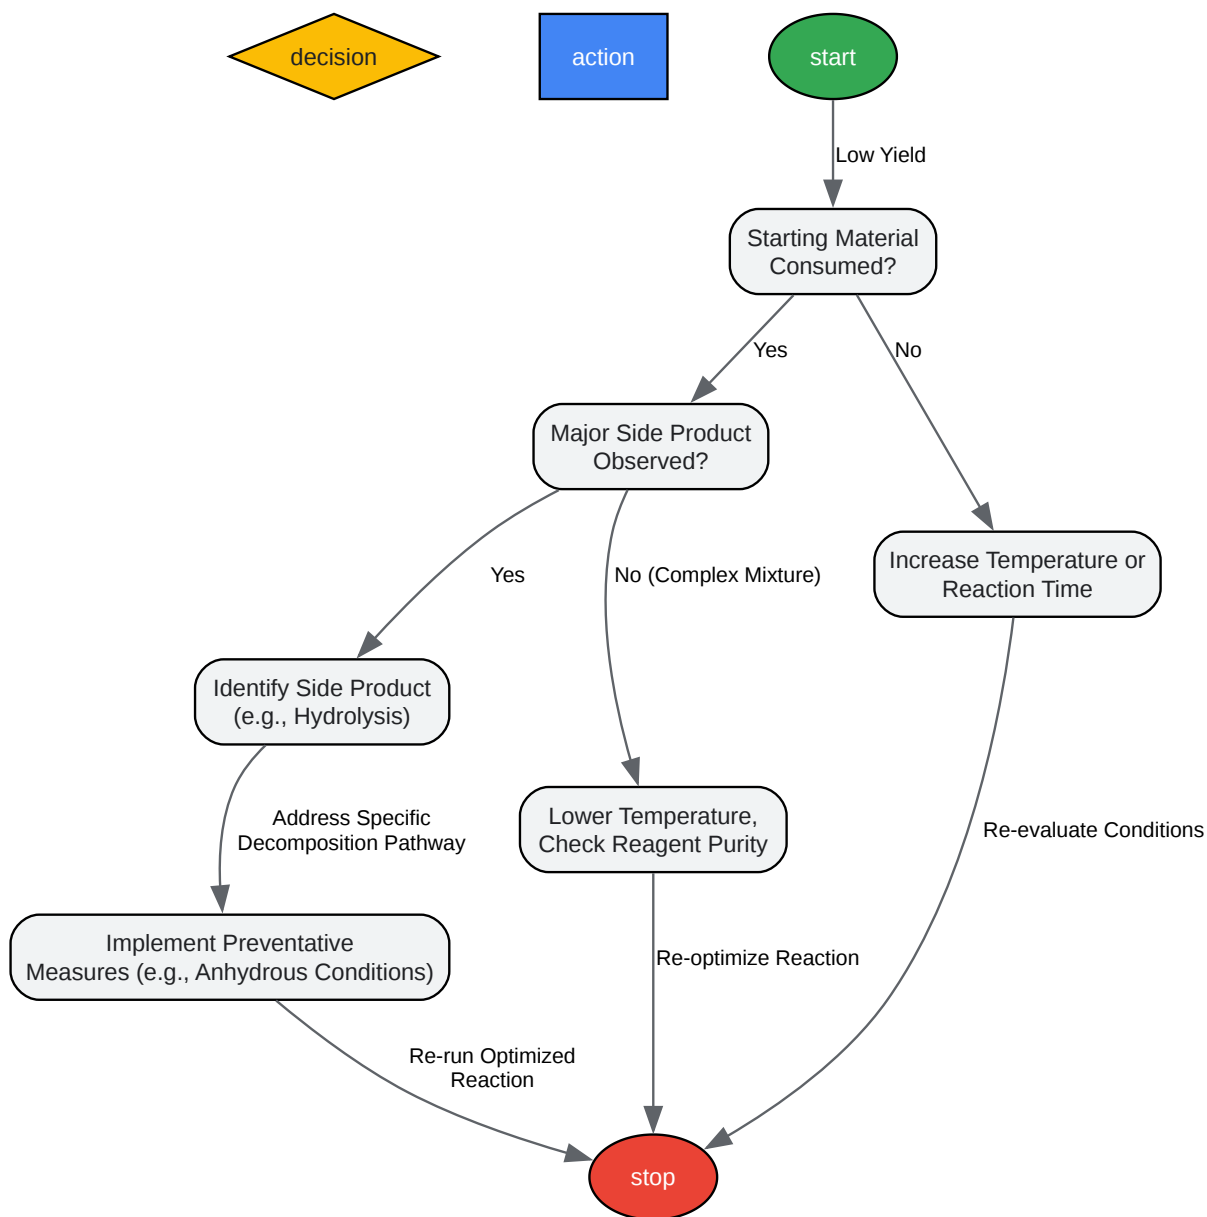 decision
action
start
Low Yield
Starting Material
Consumed?
Yes
No
Major Side Product
Observed?
Yes
No (Complex Mixture)
Increase Temperature or
Reaction Time
Identify Side Product
(e.g., Hydrolysis)
Address Specific
Decomposition Pathway
Lower Temperature,
Check Reagent Purity
Re-evaluate Conditions
Implement Preventative
Measures (e.g., Anhydrous Conditions)
Re-optimize Reaction
Re-run Optimized
Reaction
stop